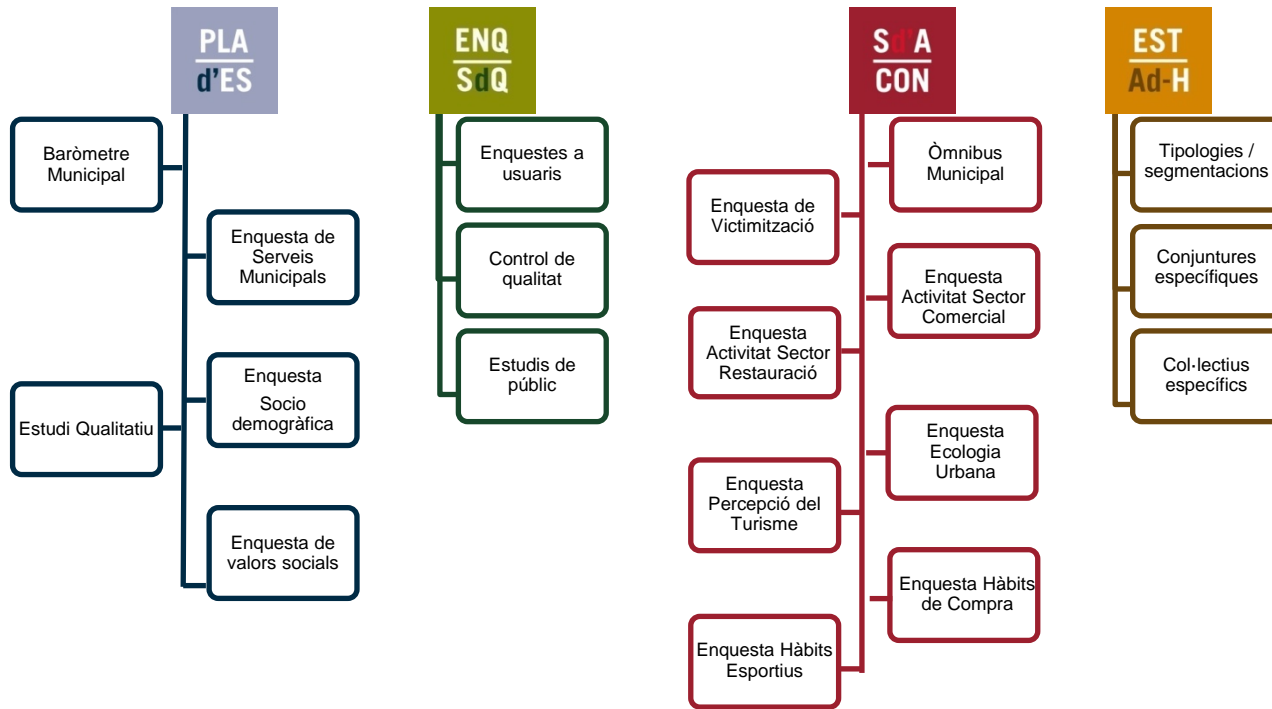 PLA
d'ES
Baròmetre
Municipal
Enquesta de
Serveis
Municipals
Enquesta
Socio
demogràfica
Estudi Qualitatiu
Enquesta de
valors socials
ENQ
SdQ
Enquestes a
usuaris
Control de
qualitat
Estudis de
públic
Sd'A
CON
Òmnibus
Municipal
Enquesta de
Victimització
Enquesta
Activitat Sector
Comercial
Enquesta
Activitat Sector
Restauració
Enquesta
Ecologia
Urbana
Enquesta
Percepció del
Turisme
Enquesta Hàbits
de Compra
Enquesta Hàbits
Esportius
EST
Ad-H
Tipologies /
segmentacions
Conjuntures
específiques
Col·lectius
específics